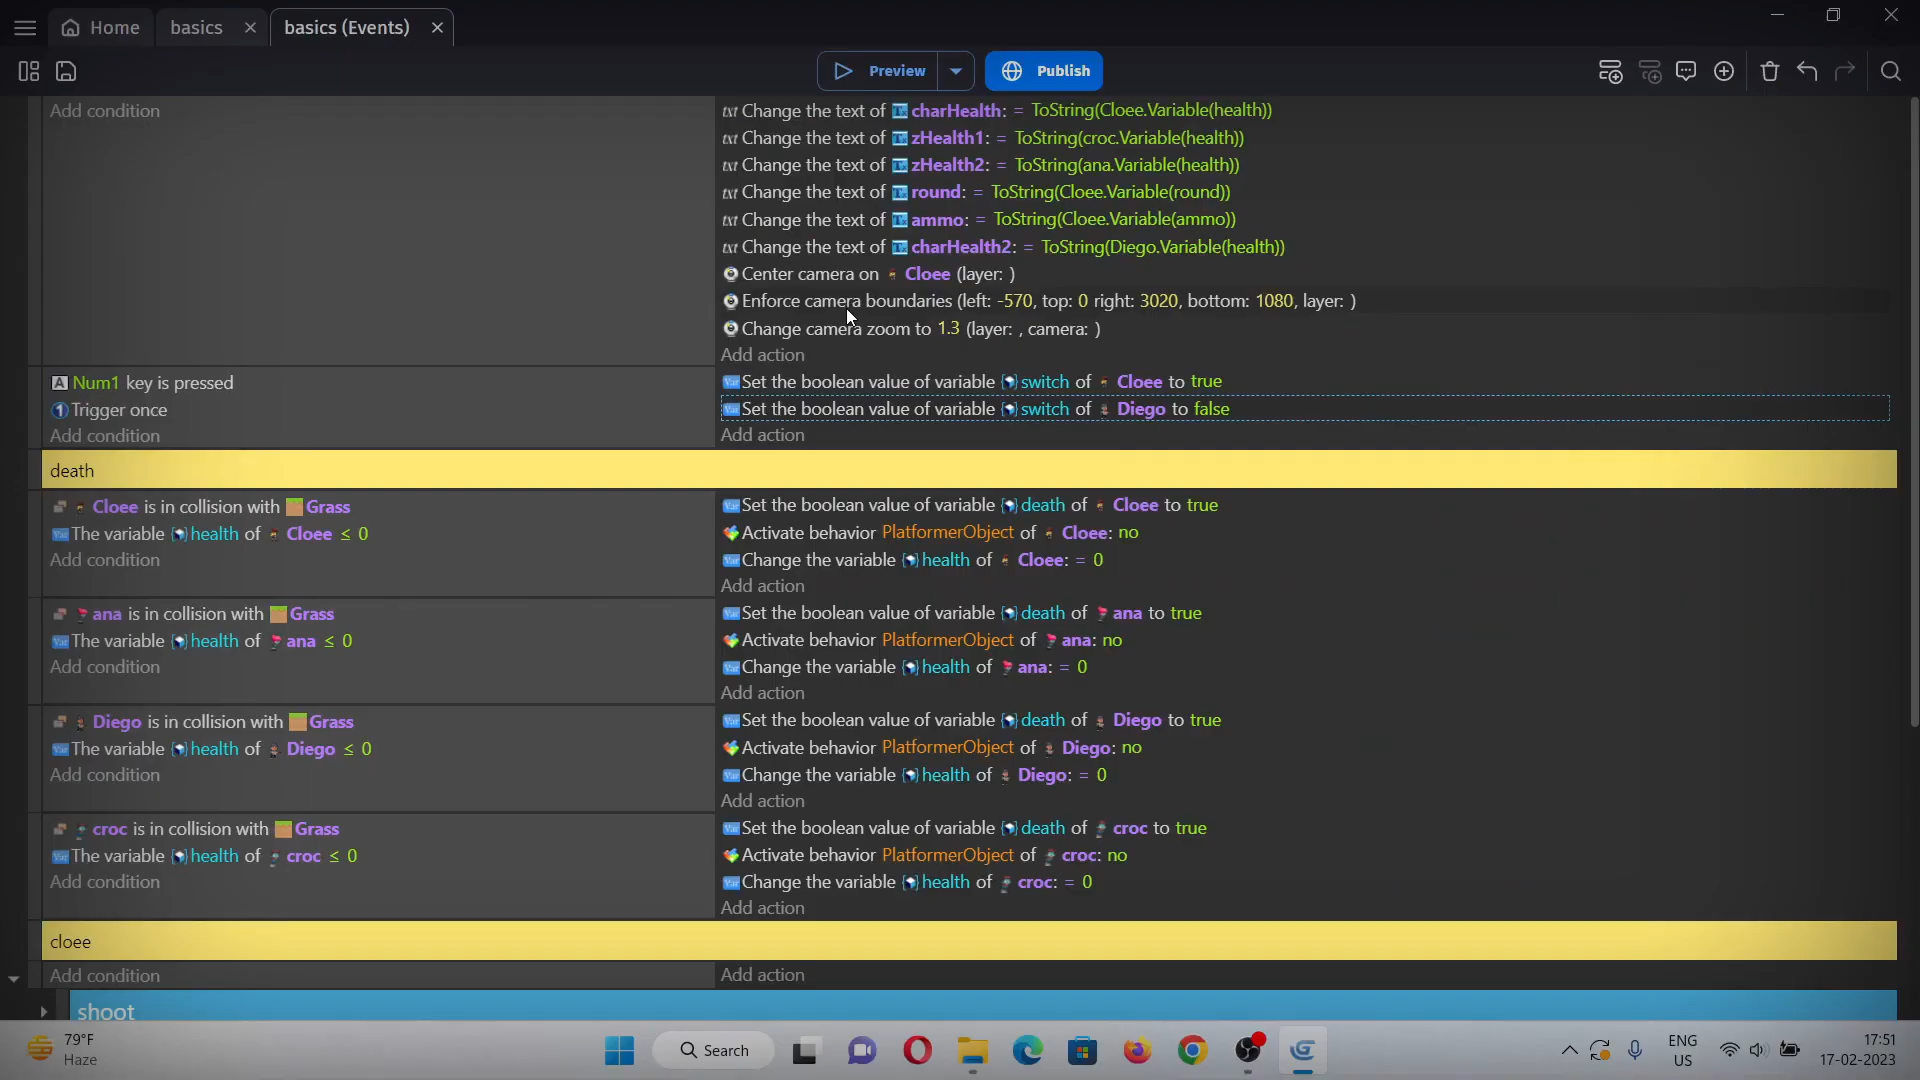 Home
basics
basics (Events)
Preview
Publish
Add condition
Change the text of charHealth: = ToString(Cloee.Variable(health))
Change the text of zHealth1: = ToString(croc.Variable(health))
Change the text of zHealth2: = ToString(ana.Variable(health))
Change the text of round: = ToString(Cloee.Variable(round))
Change the text of ammo: = ToString(Cloee.Variable(ammo))
Change the text of charHealth2: = ToString(Diego.Variable(health))
Center camera on Cloee (layer: )
Enforce camera boundaries (left: -570, top: 0 right: 3020, bottom: 1080, layer: )
Change camera zoom to 1.3 (layer: , camera: )
Add action
Num1 key is pressed
Trigger once
Add condition
Set the boolean value of variable switch of Cloee to true
Set the boolean value of variable switch of Diego to false
Add action
death
Cloee is in collision with Grass
The variable health of Cloee ≤ 0
Add condition
Set the boolean value of variable death of Cloee to true
Activate behavior PlatformerObject of Cloee: no
Change the variable health of Cloee: = 0
Add action
ana is in collision with Grass
The variable health of ana ≤ 0
Add condition
Set the boolean value of variable death of ana to true
Activate behavior PlatformerObject of ana: no
Change the variable health of ana: = 0
Add action
Diego is in collision with Grass
The variable health of Diego ≤ 0
Add condition
Set the boolean value of variable death of Diego to true
Activate behavior PlatformerObject of Diego: no
Change the variable health of Diego: = 0
Add action
croc is in collision with Grass
The variable health of croc ≤ 0
Add condition
Set the boolean value of variable death of croc to true
Activate behavior PlatformerObject of croc: no
Change the variable health of croc: = 0
Add action
cloee
Add condition
Add action
shoot
79°F
Haze
Search
ENG
US
17:51
17-02-2023